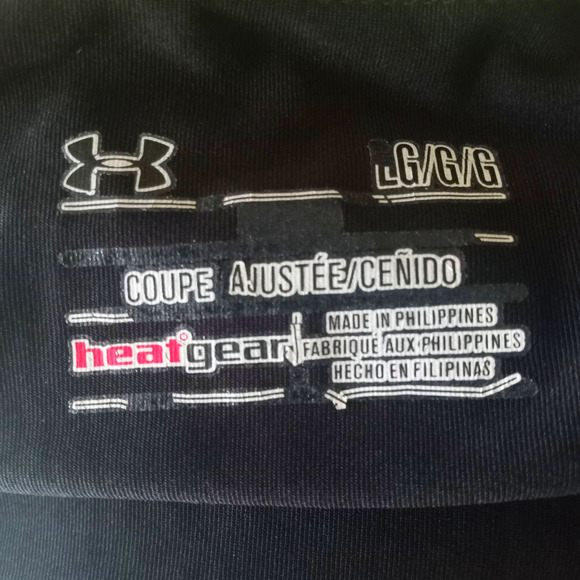 LG/G/G
COUPE AJUSTÉE/CEÑIDO
heatgear
MADE IN PHILIPPINES
FABRIQUÉ AUX PHILIPPINES
HECHO EN FILIPINAS